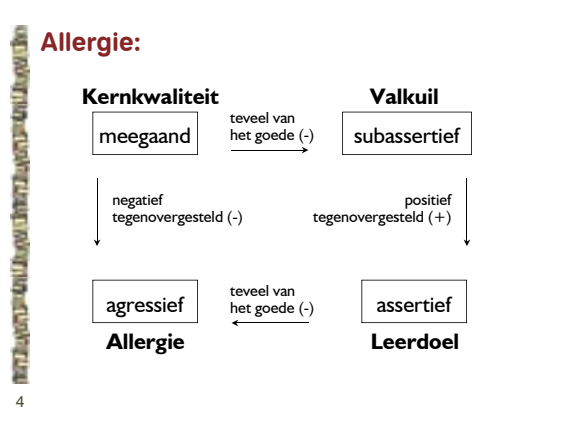 Allergie:
Kernkwaliteit
Valkuil
meegaand
teveel van
het goede (-)
subassertief
negatief
tegenovergesteld (-)
positief
tegenovergesteld (+)
agressief
teveel van
het goede (-)
assertief
Allergie
Leerdoel
4